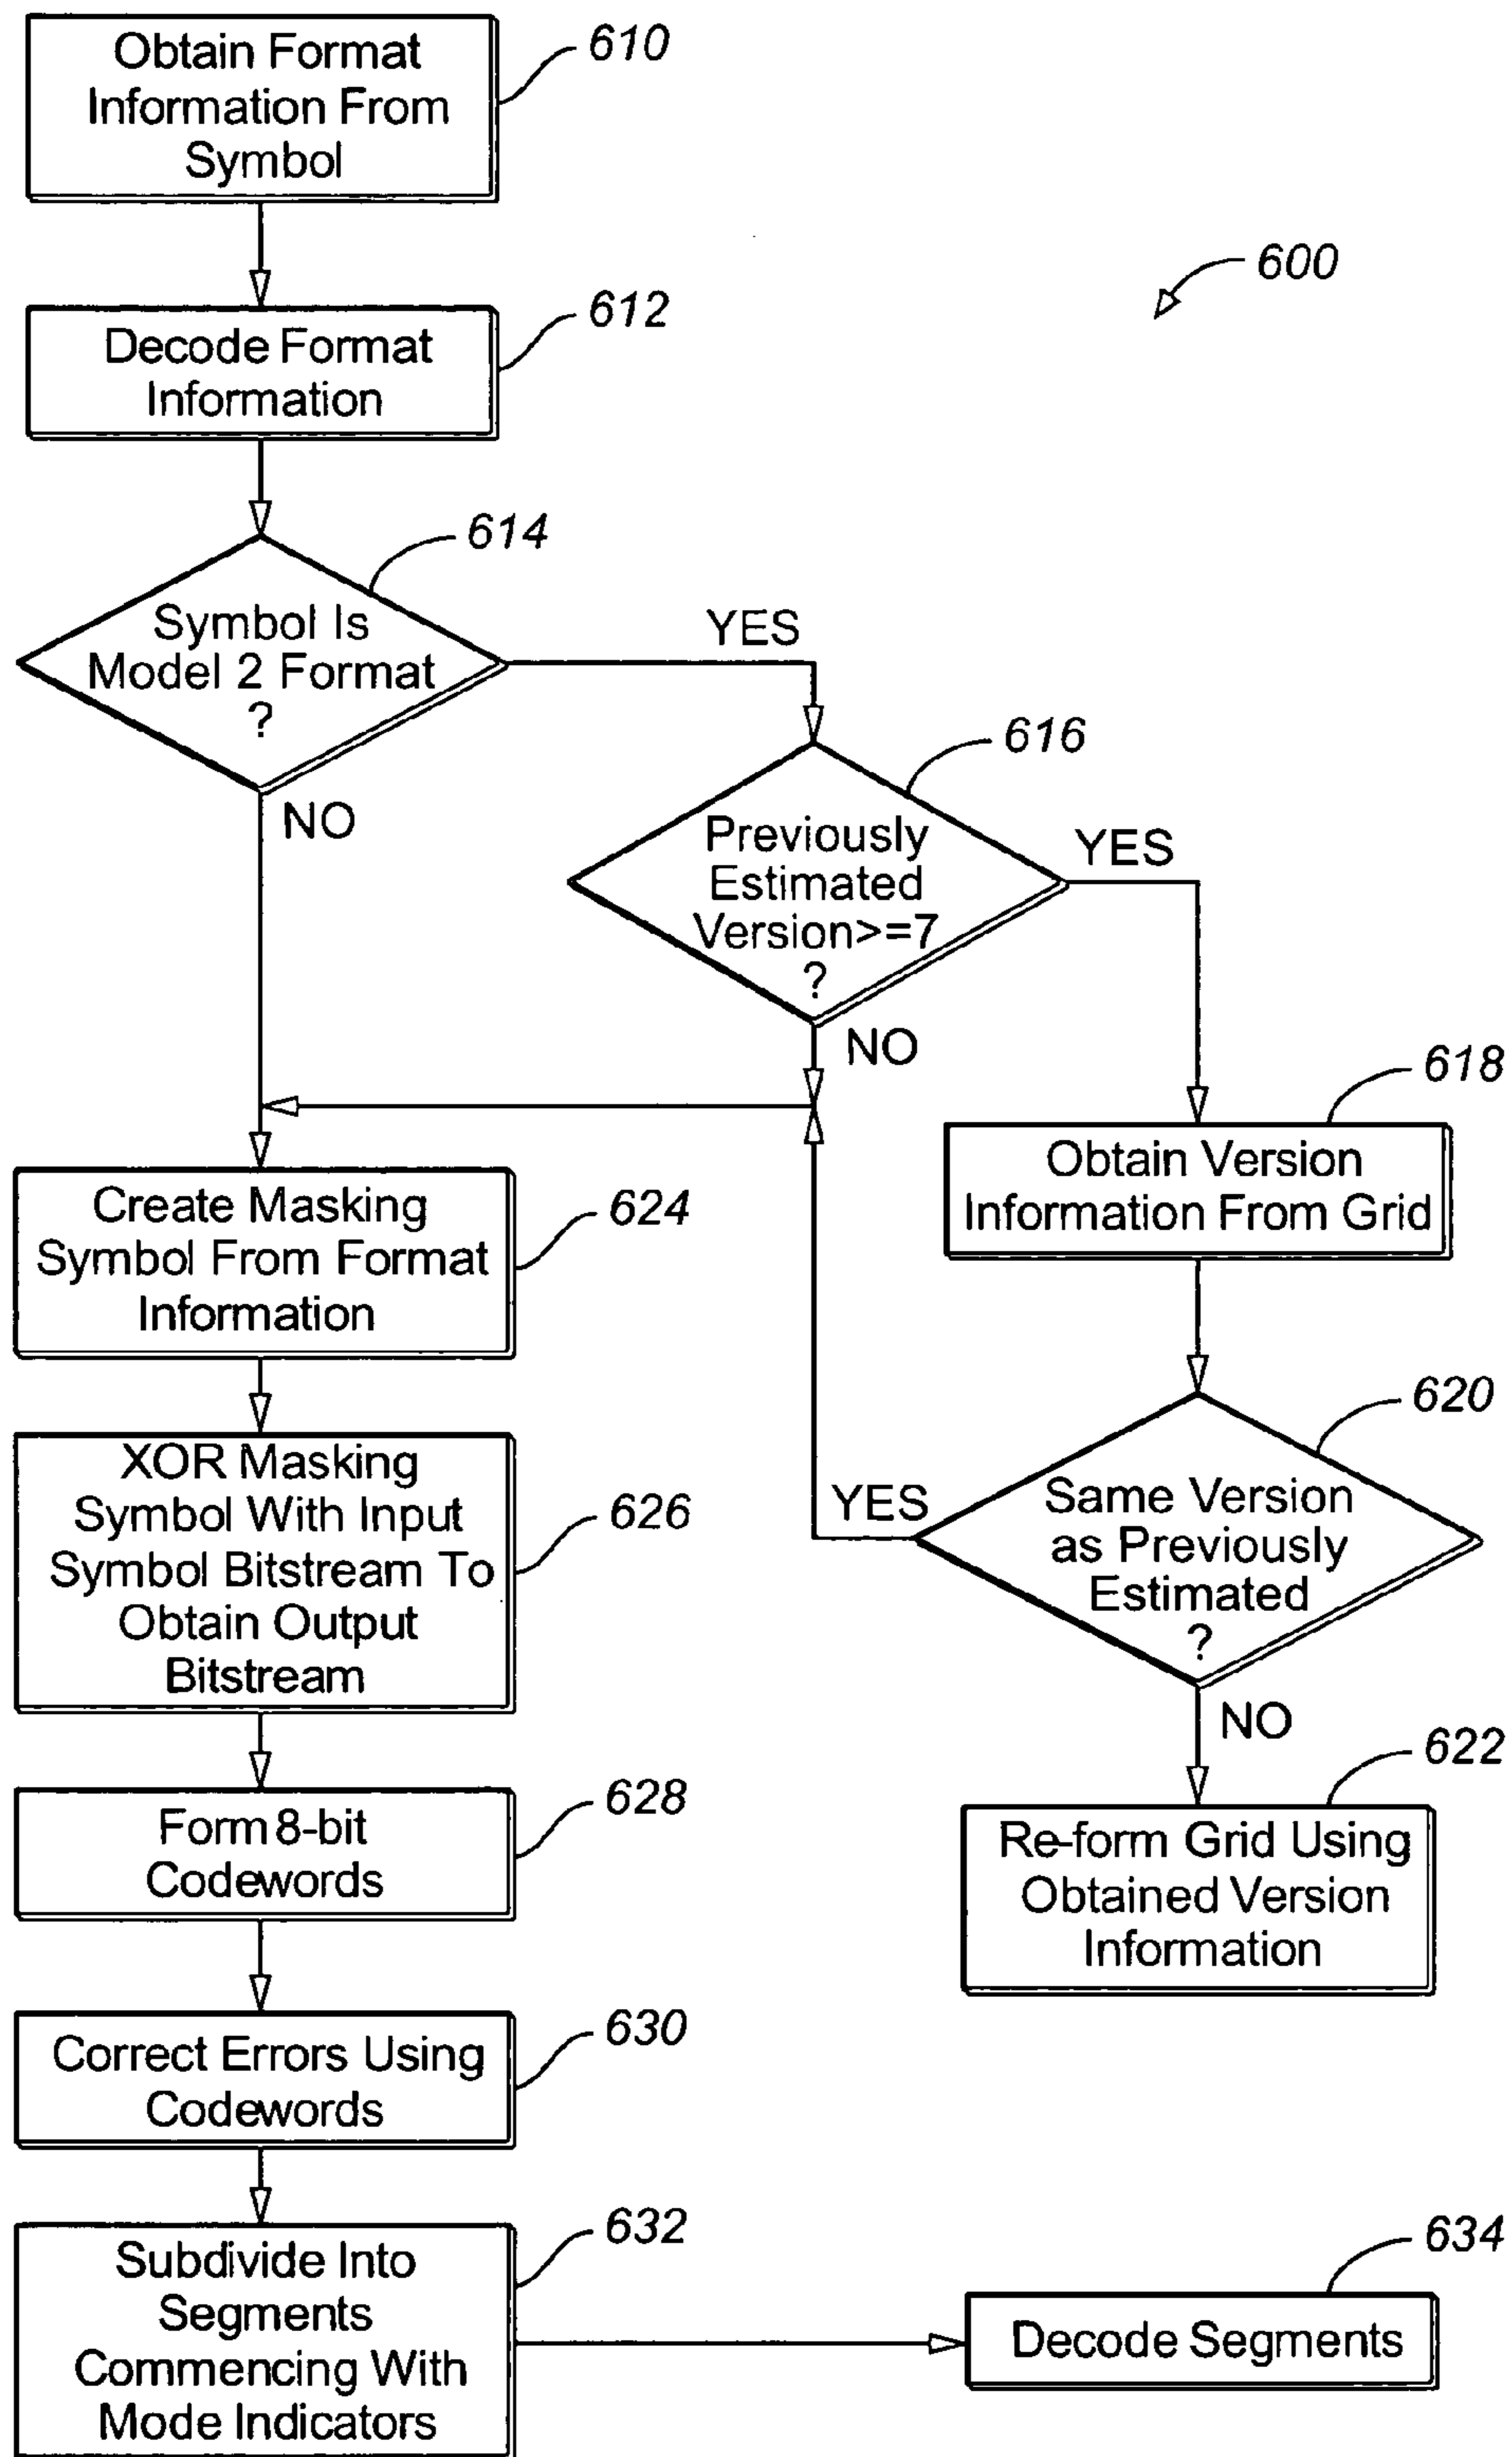 Obtain Format
Information From
Symbol
610
600
Decode Format
Information
612
614
Symbol Is
Model 2 Format
?
YES
NO
616
Previously
Estimated
Version>=7
?
YES
NO
618
Obtain Version
Information From Grid
Create Masking
Symbol From Format
Information
624
620
Same Version
as Previously
Estimated
?
YES
NO
XOR Masking
Symbol With Input
Symbol Bitstream To
Obtain Output
Bitstream
626
622
Re-form Grid Using
Obtained Version
Information
Form 8-bit
Codewords
628
Correct Errors Using
Codewords
630
Subdivide Into
Segments
Commencing With
Mode Indicators
632
634
Decode Segments